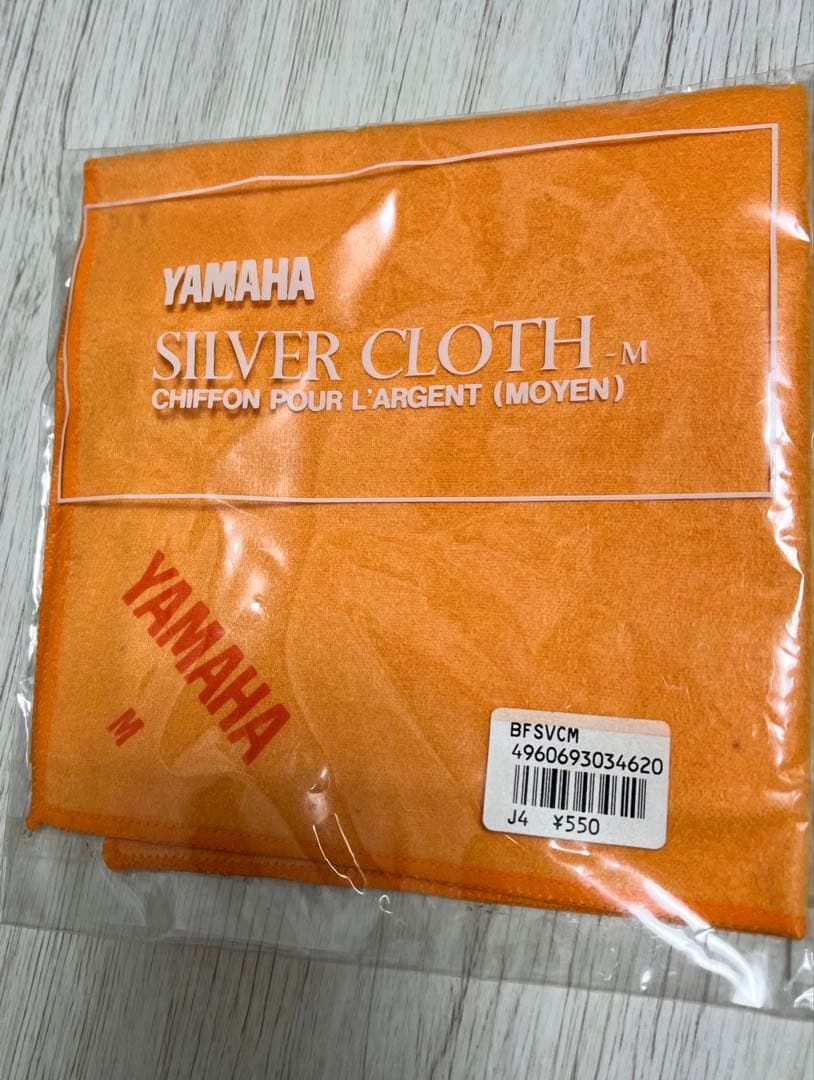 YAMAHA
SILVER CLOTH-M
CHIFFON POUR L'ARGENT (MOYEN)
YAMAHA
M
BFSVCM
4960693034620
J4 ¥550